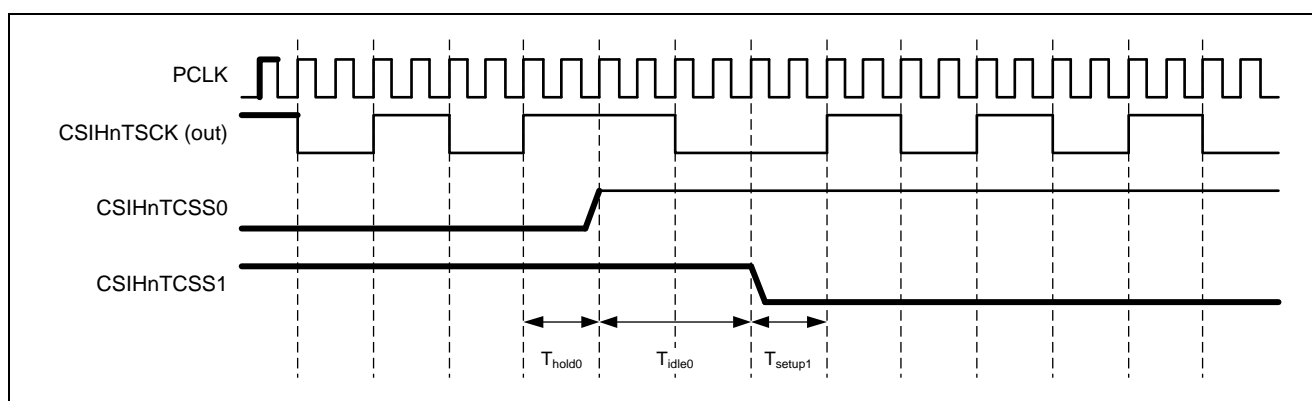 PCLK
CSIHnTSCK (out)
CSIHnTCSS0
CSIHnTCSS1
Thold0 Tidle0 Tsetup1